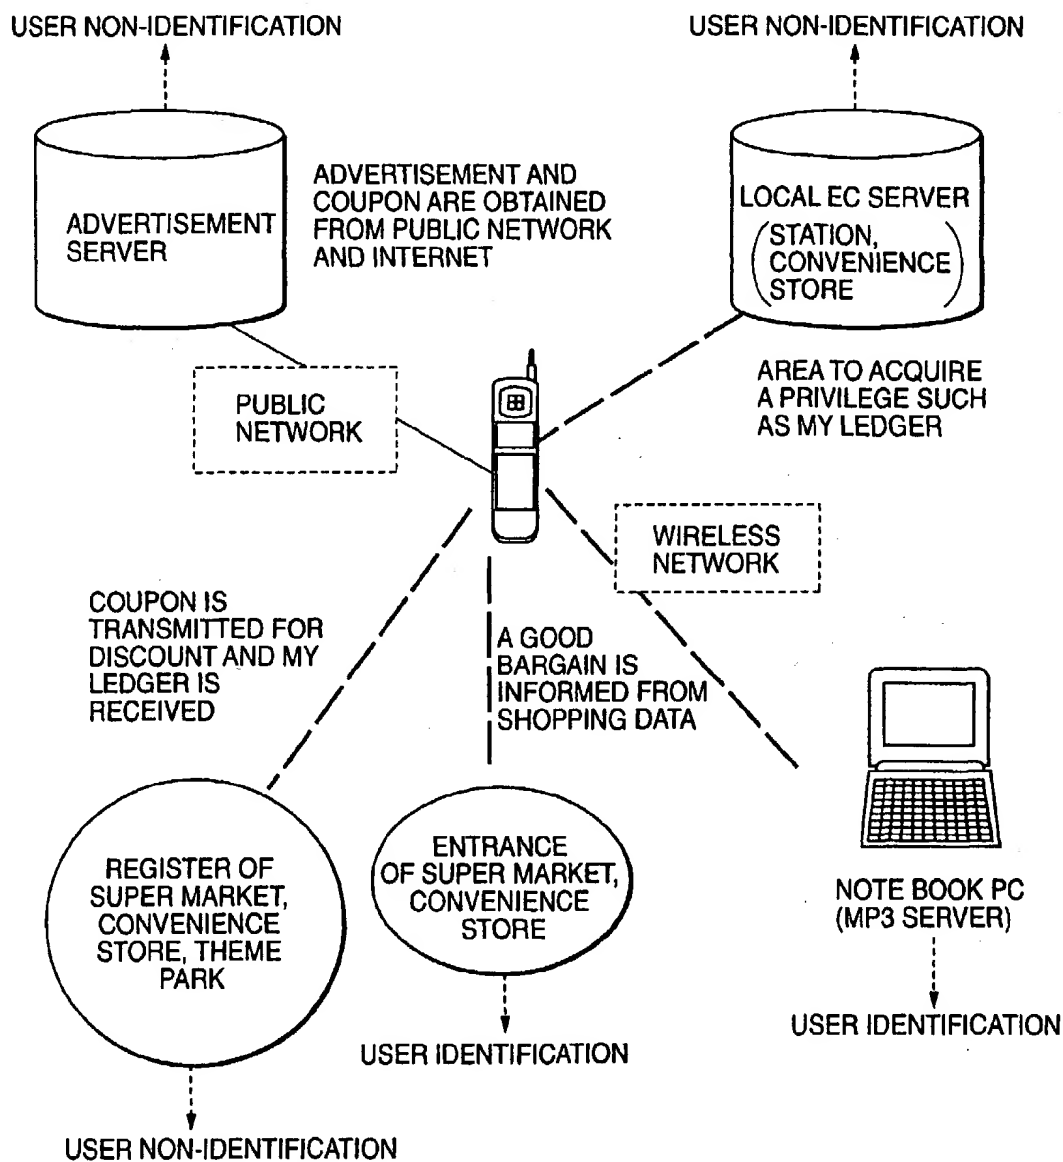 USER NON-IDENTIFICATION
USER NON-IDENTIFICATION
ADVERTISEMENT
SERVER
ADVERTISEMENT AND
COUPON ARE OBTAINED
FROM PUBLIC NETWORK
AND INTERNET
LOCAL EC SERVER
(STATION,
CONVENIENCE
STORE)
PUBLIC
NETWORK
AREA TO ACQUIRE
A PRIVILEGE SUCH
AS MY LEDGER
WIRELESS
NETWORK
COUPON IS
TRANSMITTED FOR
DISCOUNT AND MY
LEDGER IS
RECEIVED
A GOOD
BARGAIN IS
INFORMED FROM
SHOPPING DATA
REGISTER OF
SUPER MARKET,
CONVENIENCE
STORE, THEME
PARK
ENTRANCE
OF SUPER MARKET,
CONVENIENCE
STORE
NOTE BOOK PC
(MP3 SERVER)
USER IDENTIFICATION
USER IDENTIFICATION
USER NON-IDENTIFICATION